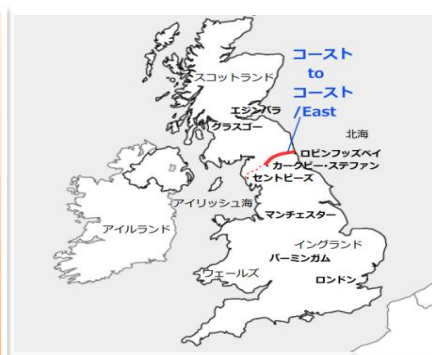 コースト
to
コースト
East
スコットランド
エジンバラ
グラスゴー
北海
ロビンフッズベイ
カークビー・ステファン
セントビーズ
アイリッシュ海
マンチェスター
アイルランド
イングランド
バーミンガム
ウェールズ
ロンドン